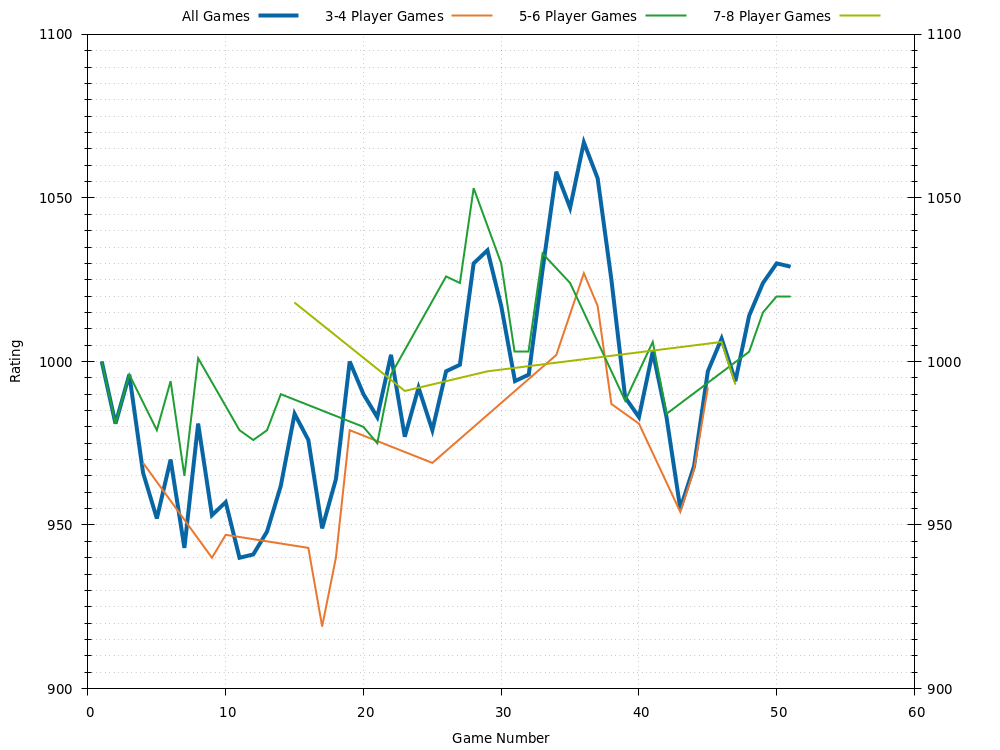 All Games 3-4 Player Games 5-6 Player Games 7-8 Player Games
1100 1100
1050 1050
1000 1000
Rating
950 950
900 900
0 10 20 30 40 50 60
Game Number